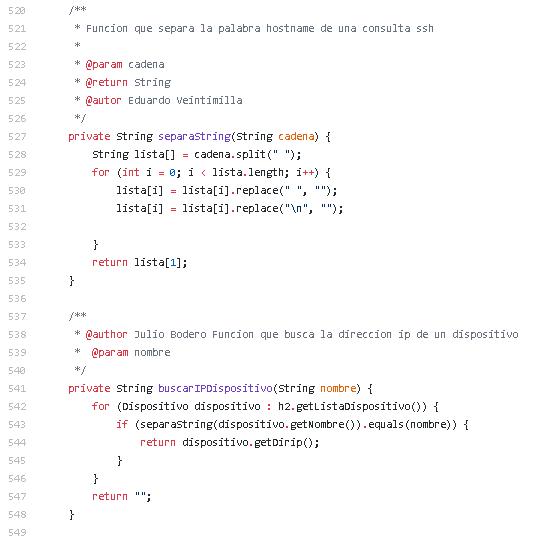 520 /**
521 * Funcion que separa la palabra hostname de una consulta ssh
522 *
523 * @param cadena
524 * @return String
525 * @autor Eduardo Veintimilla
526 */
527 private String separaString(String cadena) {
528 String lista[] = cadena.split(" ");
529 for (int i = 0; i < lista.length; i++) {
530 lista[i] = lista[i].replace(" ", "");
531 lista[i] = lista[i].replace("\n", "");
532
533 }
534 return lista[1];
535 }
536
537 /**
538 * @author Julio Bodero Funcion que busca la direccion ip de un dispositivo
539 * @param nombre
540 */
541 private String buscarIPDispositivo(String nombre) {
542 for (Dispositivo dispositivo : h2.getListaDispositivo()) {
543 if (separaString(dispositivo.getNombre()).equals(nombre)) {
544 return dispositivo.getDirip();
545 }
546 }
547 return "";
548 }
549